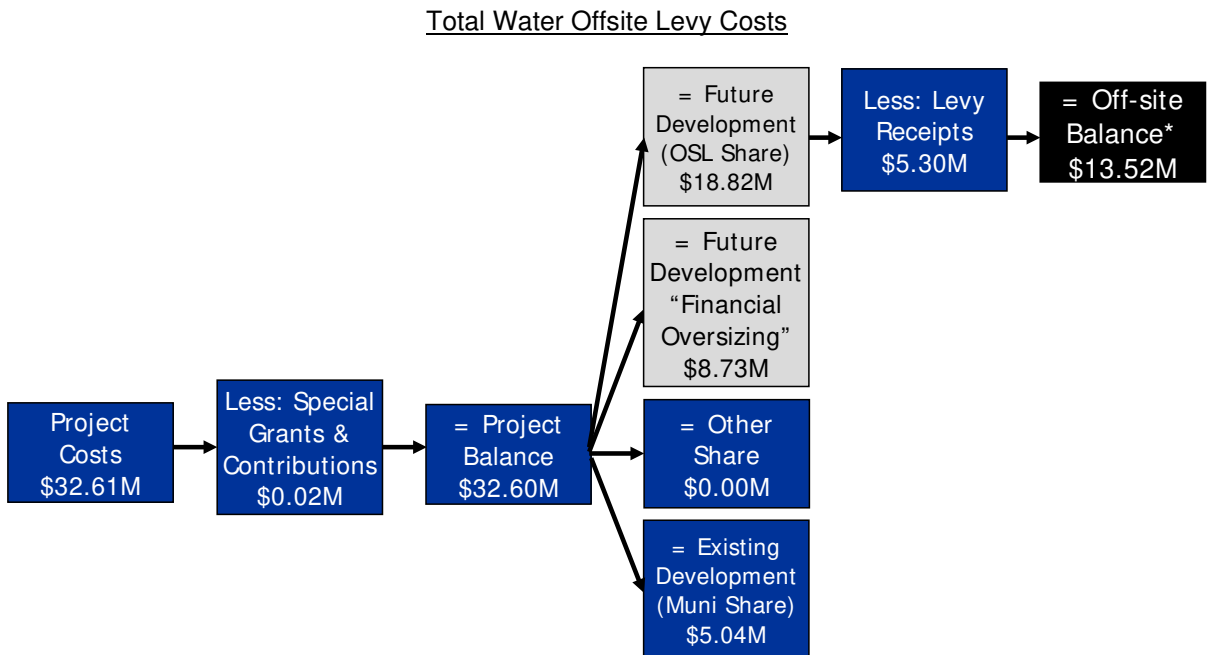 Total Water Offsite Levy Costs
Project
Costs
$32.61M
Less: Special
Grants &
Contributions
$0.02M
= Project
Balance
$32.60M
= Future
Development
(OSL Share)
$18.82M
Less: Levy
Receipts
$5.30M
= Off-site
Balance*
$13.52M
= Future
Development
“Financial
Oversizing”
$8.73M
= Other
Share
$0.00M
= Existing
Development
(Muni Share)
$5.04M